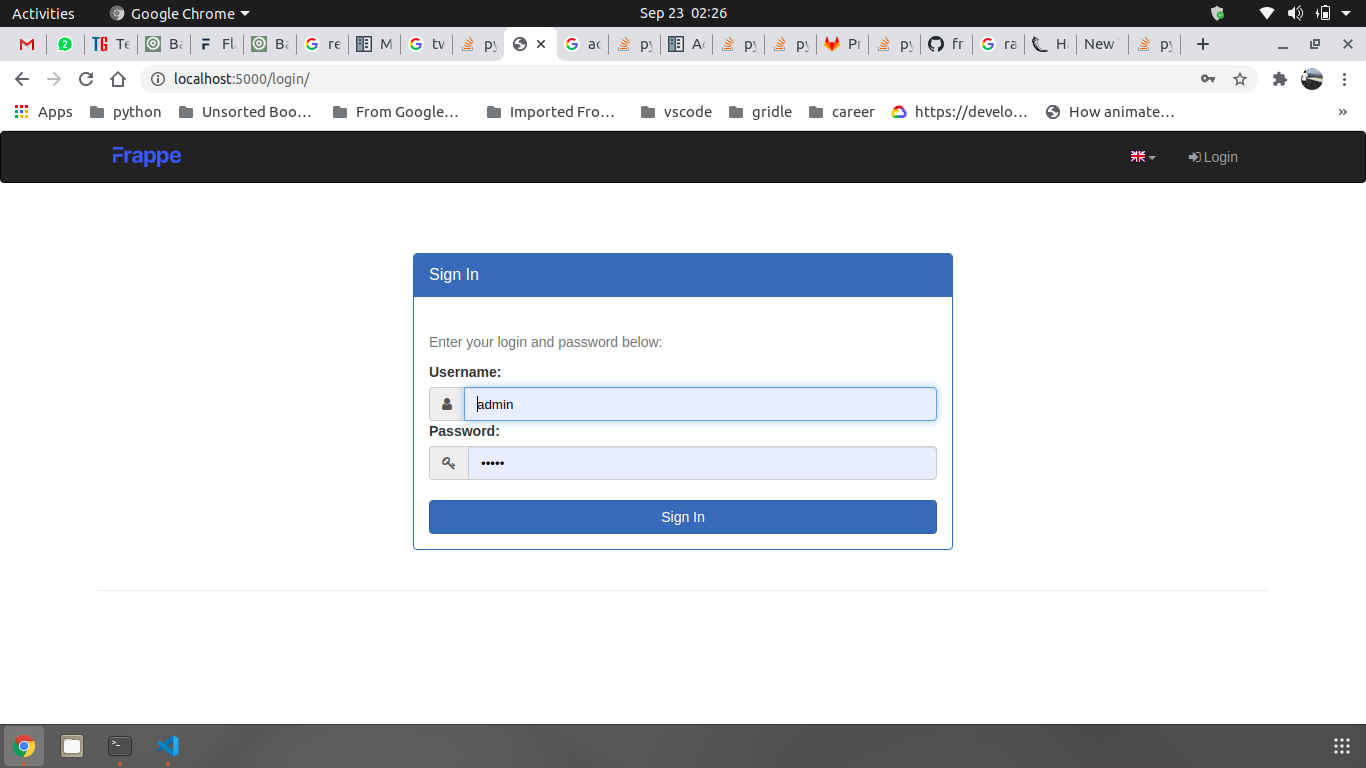 Activities Google Chrome Sep 23 02:26
2 TG Te Ba F Fl Ba re M tv py ac py Ac py py Pr py fr ra H New py
localhost:5000/login/
Apps python Unsorted Boo… From Google… Imported Fro… vscode gridle career https://develo… How animate… »
Frappe Login
Sign In
Enter your login and password below:
Username:
admin
Password:
•••••
Sign In